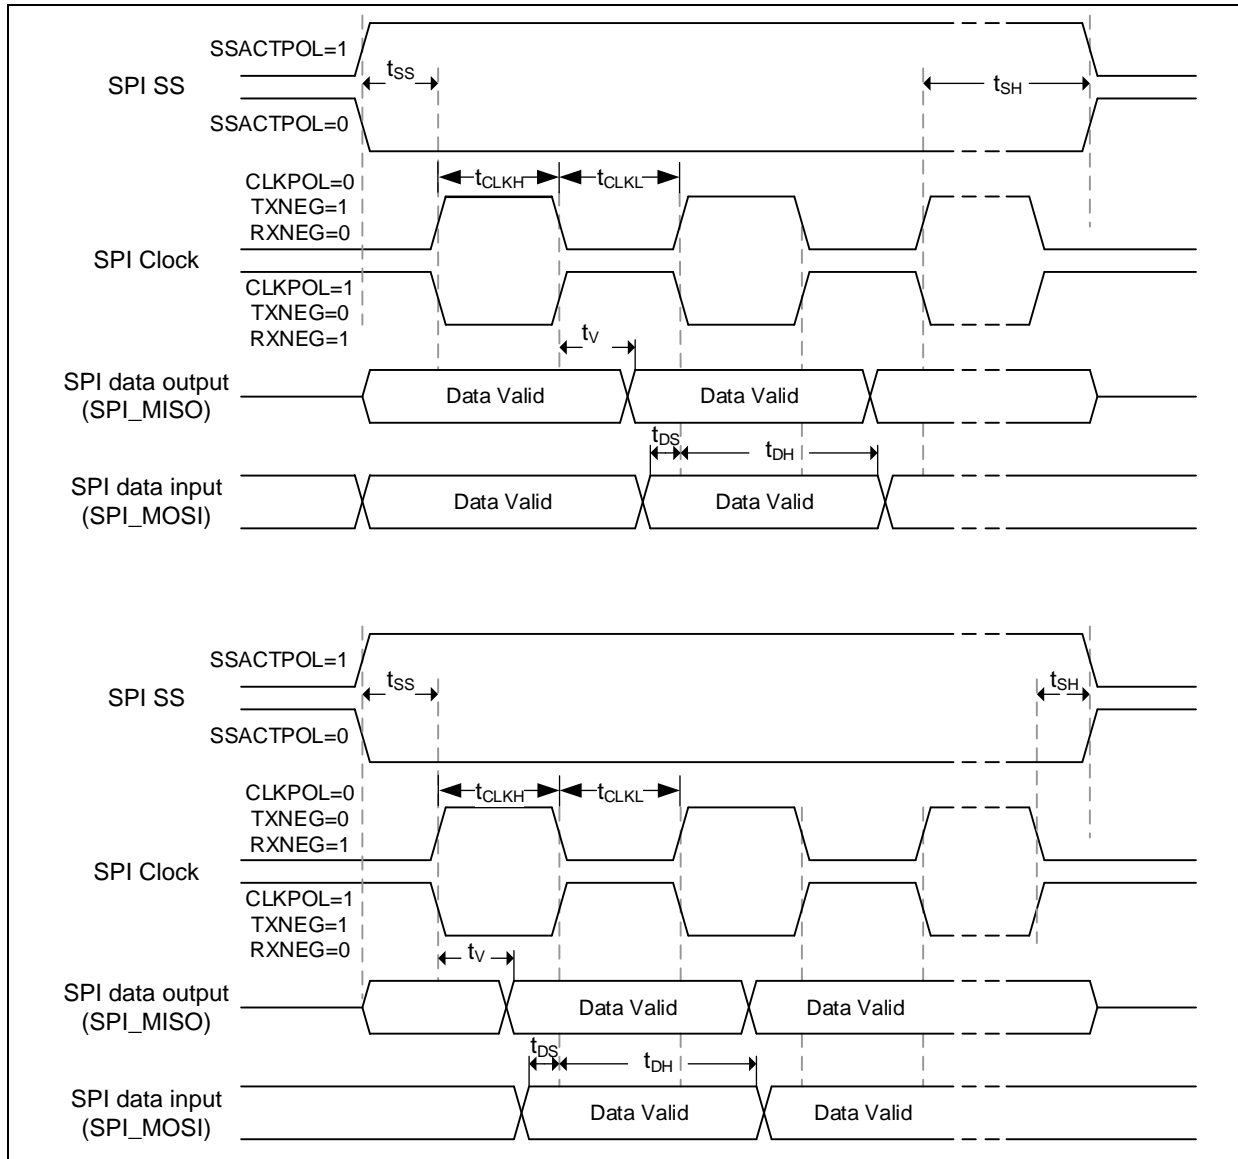 SSACTPOL=1
tSS
tSH
SPI SS
SSACTPOL=0
CLKPOL=0
TXNEG=1
RXNEG=0
tCLKH
tCLKL
SPI Clock
CLKPOL=1
TXNEG=0
RXNEG=1
tV
SPI data output
(SPI_MISO)
Data Valid
Data Valid
tDS
tDH
SPI data input
(SPI_MOSI)
Data Valid
Data Valid
SSACTPOL=1
tSS
tSH
SPI SS
SSACTPOL=0
CLKPOL=0
TXNEG=0
RXNEG=1
tCLKH
tCLKL
SPI Clock
CLKPOL=1
TXNEG=1
RXNEG=0
tV
SPI data output
(SPI_MISO)
Data Valid
Data Valid
tDS
tDH
SPI data input
(SPI_MOSI)
Data Valid
Data Valid